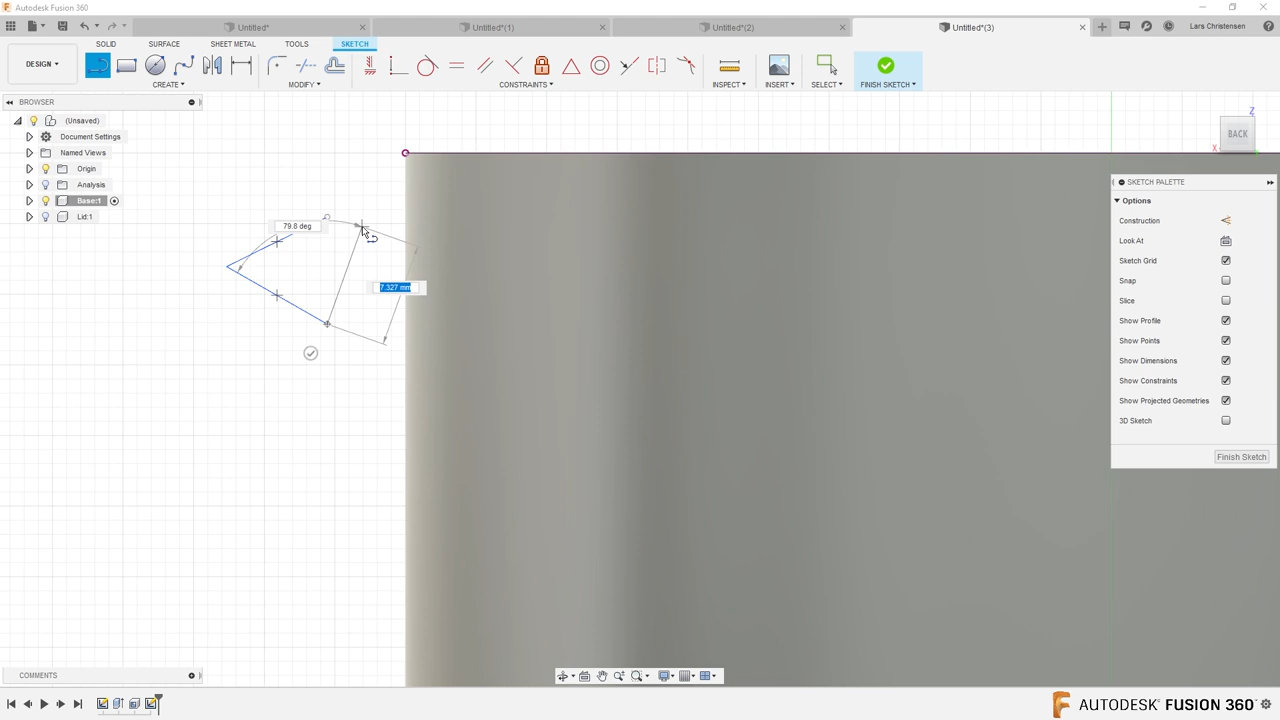 Autodesk Fusion 360
Untitled*
Untitled*(1)
Untitled*(2)
Untitled*(3)
Lars Christensen
DESIGN
SOLID
SURFACE
SHEET METAL
TOOLS
SKETCH
CREATE
MODIFY
CONSTRAINTS
INSPECT
INSERT
SELECT
FINISH SKETCH
BROWSER
(Unsaved)
Document Settings
Named Views
Origin
Analysis
Base:1
Lid:1
79.8 deg
7.327 mm
Z
BACK
X
SKETCH PALETTE
Options
Construction
Look At
Sketch Grid
Snap
Slice
Show Profile
Show Points
Show Dimensions
Show Constraints
Show Projected Geometries
3D Sketch
Finish Sketch
COMMENTS
AUTODESK FUSION 360